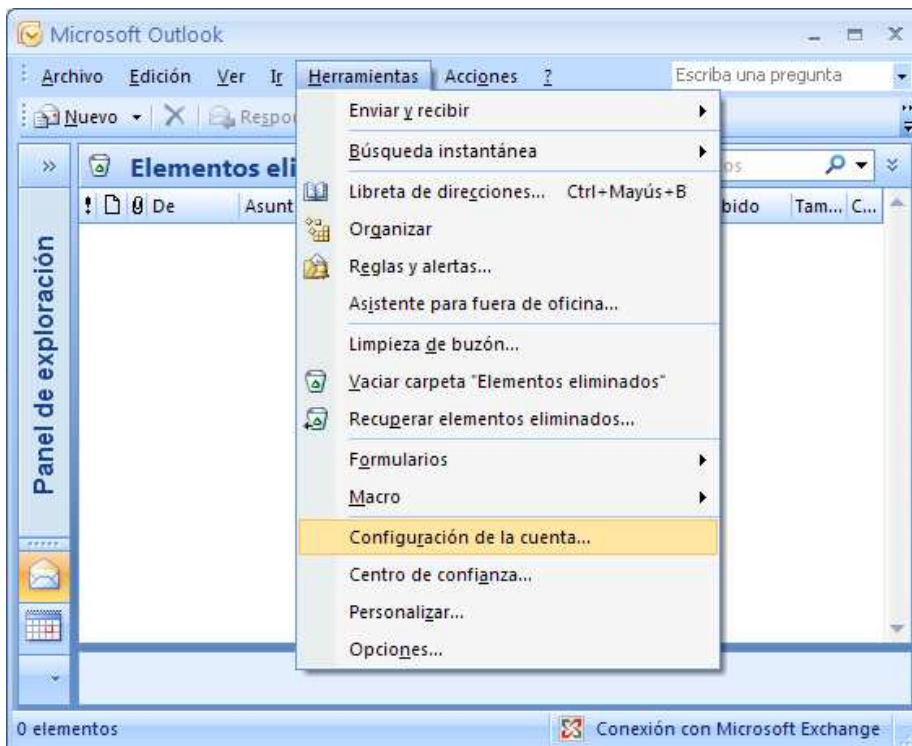 Microsoft Outlook
Archivo Edición Ver Ir Herramientas Acciones ? Escriba una pregunta
Nuevo Respo
Elementos eli os
! De Asunt bido Tam... C...
Panel de exploración
Enviar y recibir
Búsqueda instantánea
Libreta de direcciones... Ctrl+Mayús+B
Organizar
Reglas y alertas...
Asistente para fuera de oficina...
Limpieza de buzón...
Vaciar carpeta "Elementos eliminados"
Recuperar elementos eliminados...
Formularios
Macro
Configuración de la cuenta...
Centro de confianza...
Personalizar...
Opciones...
0 elementos Conexión con Microsoft Exchange